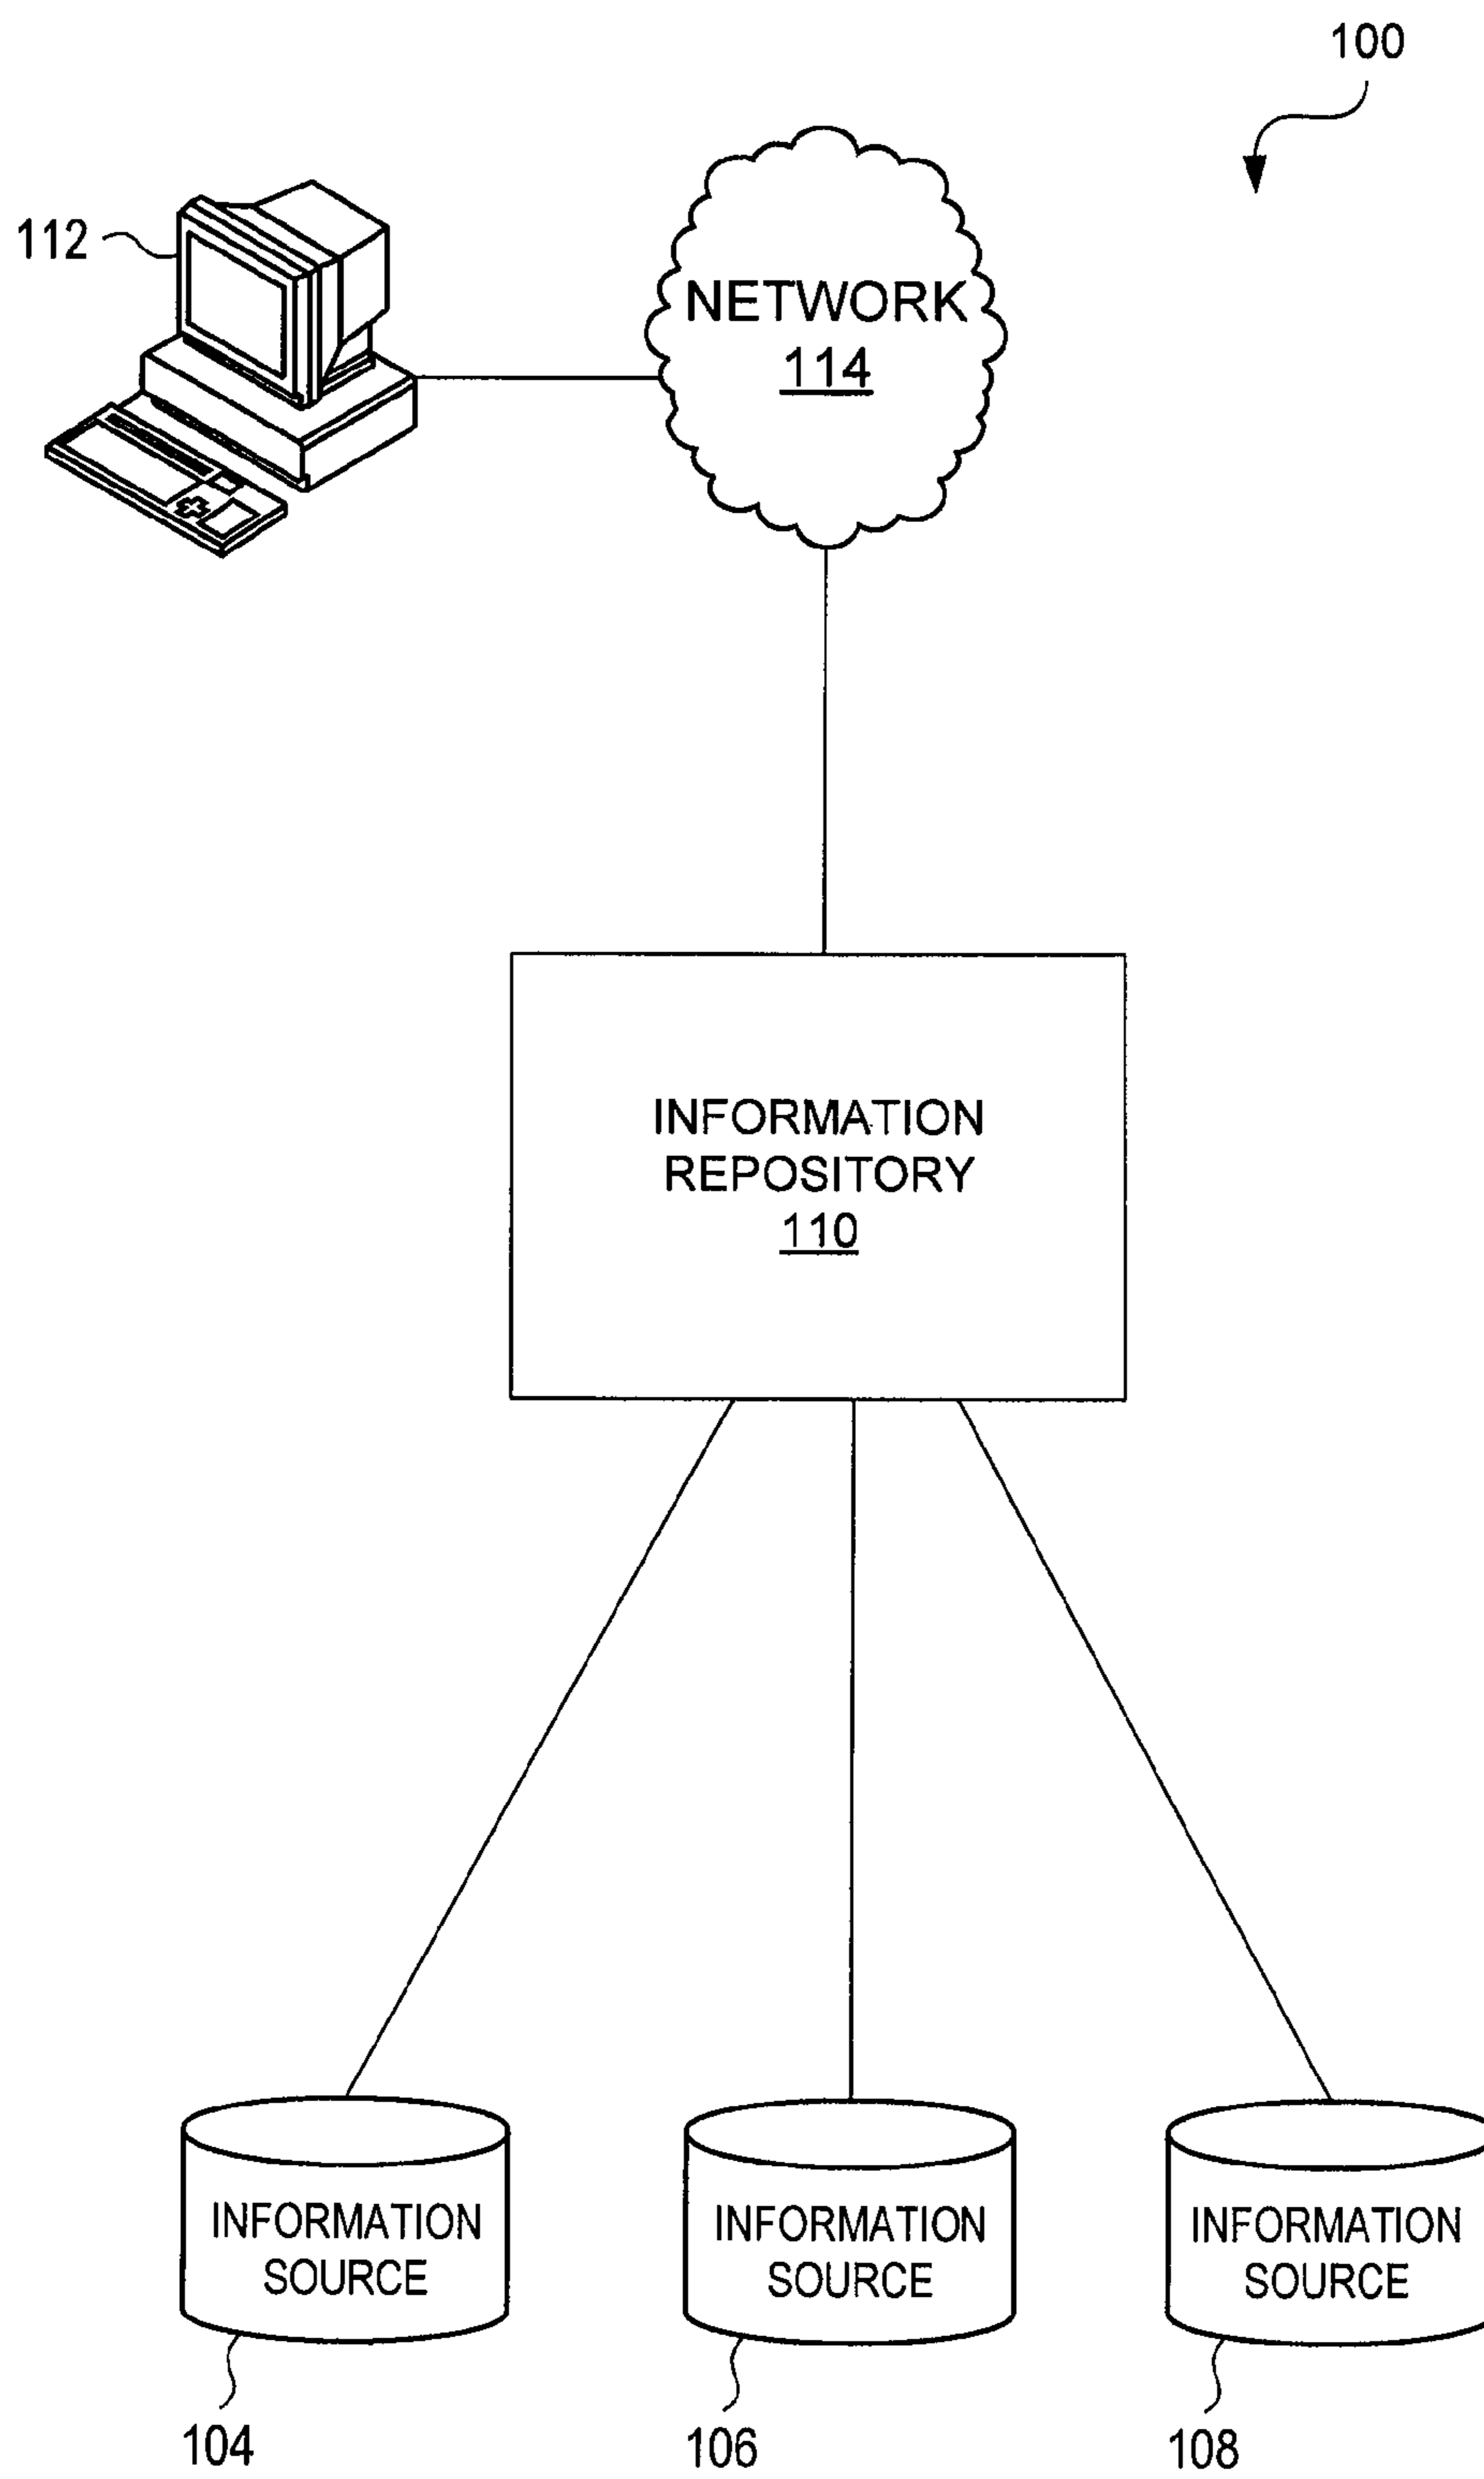 100
112
NETWORK
114
INFORMATION
REPOSITORY
110
INFORMATION
SOURCE
INFORMATION
SOURCE
INFORMATION
SOURCE
104
106
108